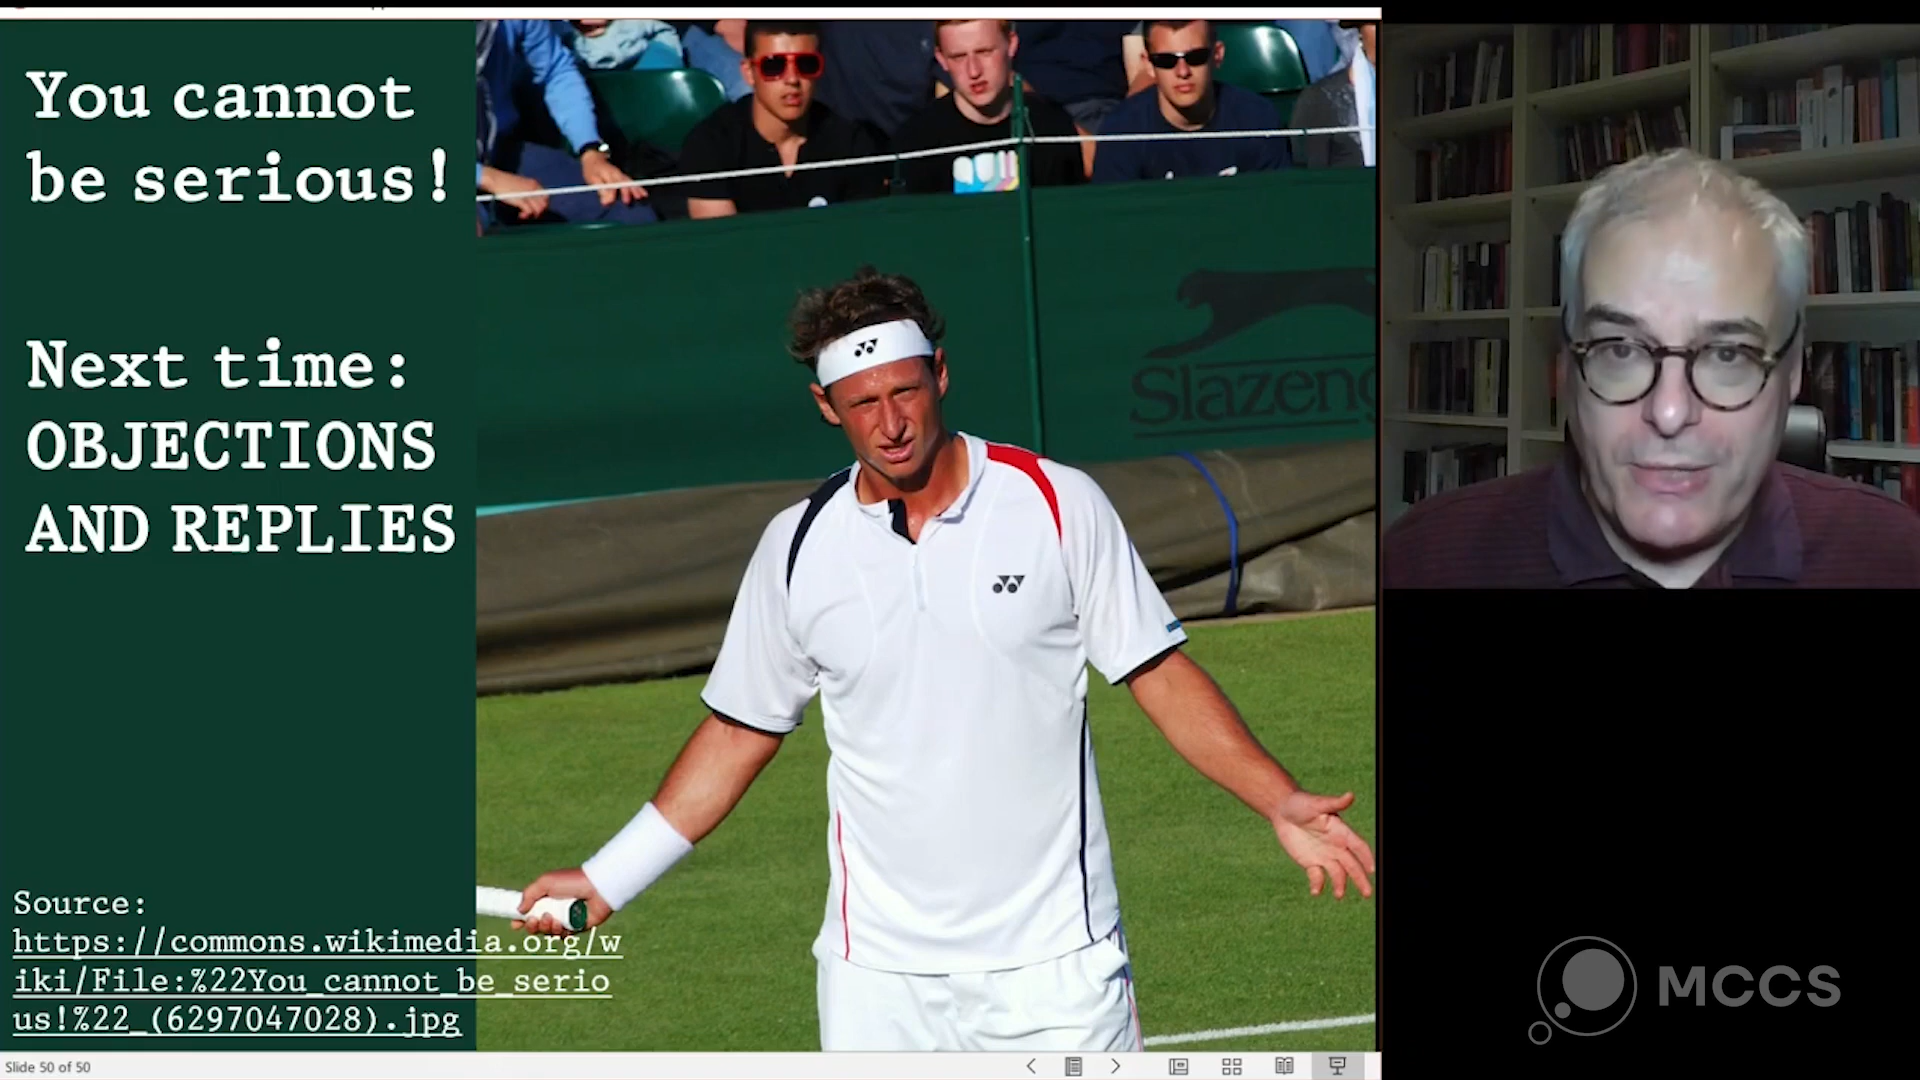 You cannot
be serious!
Next time:
OBJECTIONS
AND REPLIES
Source:
https://commons.wikimedia.org/w
iki/File:%22You_cannot_be_serio
us!%22_(6297047028).jpg
Slazeng
MCCS
Slide 50 of 50